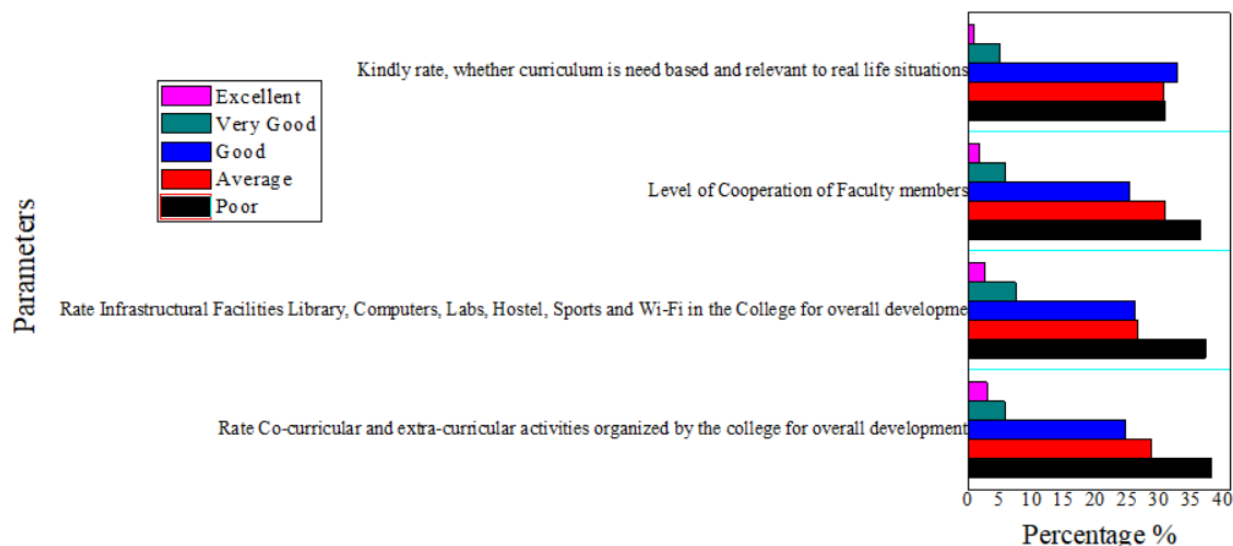 Kindly rate, whether curriculum is need based and relevant to real life situations
Excellent
Very Good
Good
Average
Poor
Level of Cooperation of Faculty members
Parameters
Rate Infrastructural Facilities Library, Computers, Labs, Hostel, Sports and Wi-Fi in the College for overall developme
Rate Co-curricular and extra-curricular activities organized by the college for overall development
0 5 10 15 20 25 30 35 40
Percentage %